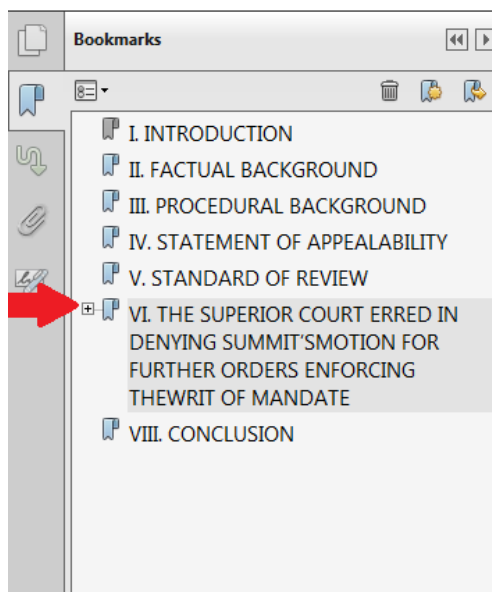 Bookmarks
I. INTRODUCTION
II. FACTUAL BACKGROUND
III. PROCEDURAL BACKGROUND
IV. STATEMENT OF APPEALABILITY
V. STANDARD OF REVIEW
VI. THE SUPERIOR COURT ERRED IN
DENYING SUMMIT'SMOTION FOR
FURTHER ORDERS ENFORCING
THEWRIT OF MANDATE
VIII. CONCLUSION